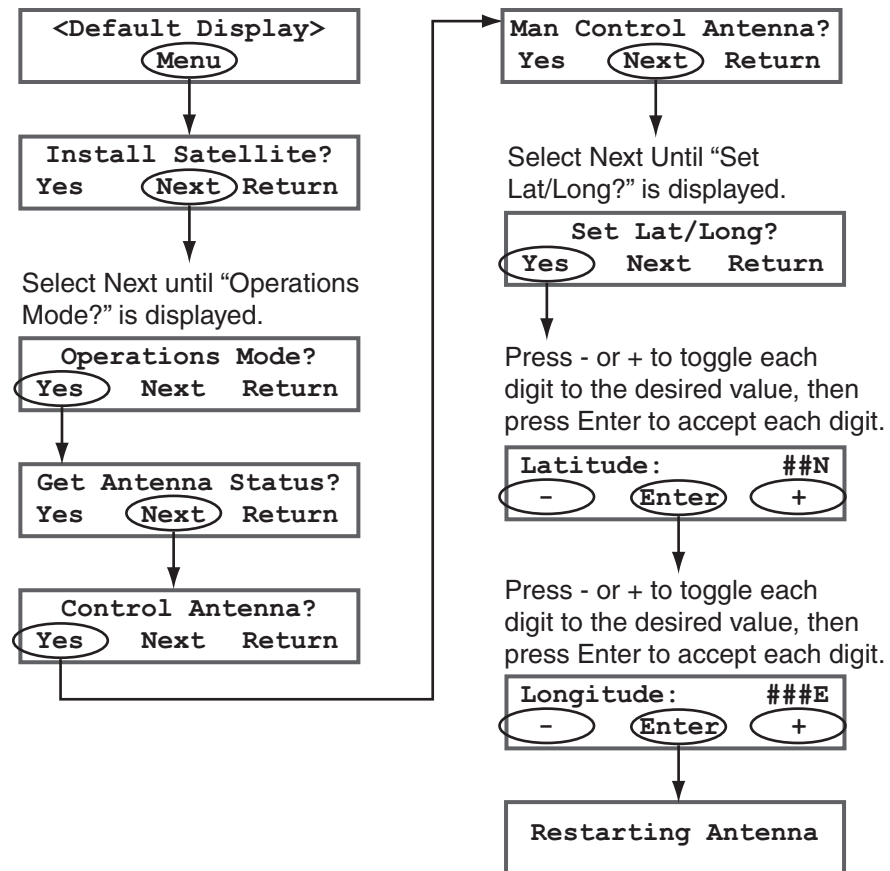 <Default Display>
Menu
Install Satellite?
Yes Next Return
Select Next until “Operations
Mode?” is displayed.
Operations Mode?
Yes Next Return
Get Antenna Status?
Yes Next Return
Control Antenna?
Yes Next Return
Man Control Antenna?
Yes Next Return
Select Next Until “Set
Lat/Long?” is displayed.
Set Lat/Long?
Yes Next Return
Press - or + to toggle each
digit to the desired value, then
press Enter to accept each digit.
Latitude: ##N
- Enter +
Press - or + to toggle each
digit to the desired value, then
press Enter to accept each digit.
Longitude: ###E
- Enter +
Restarting Antenna